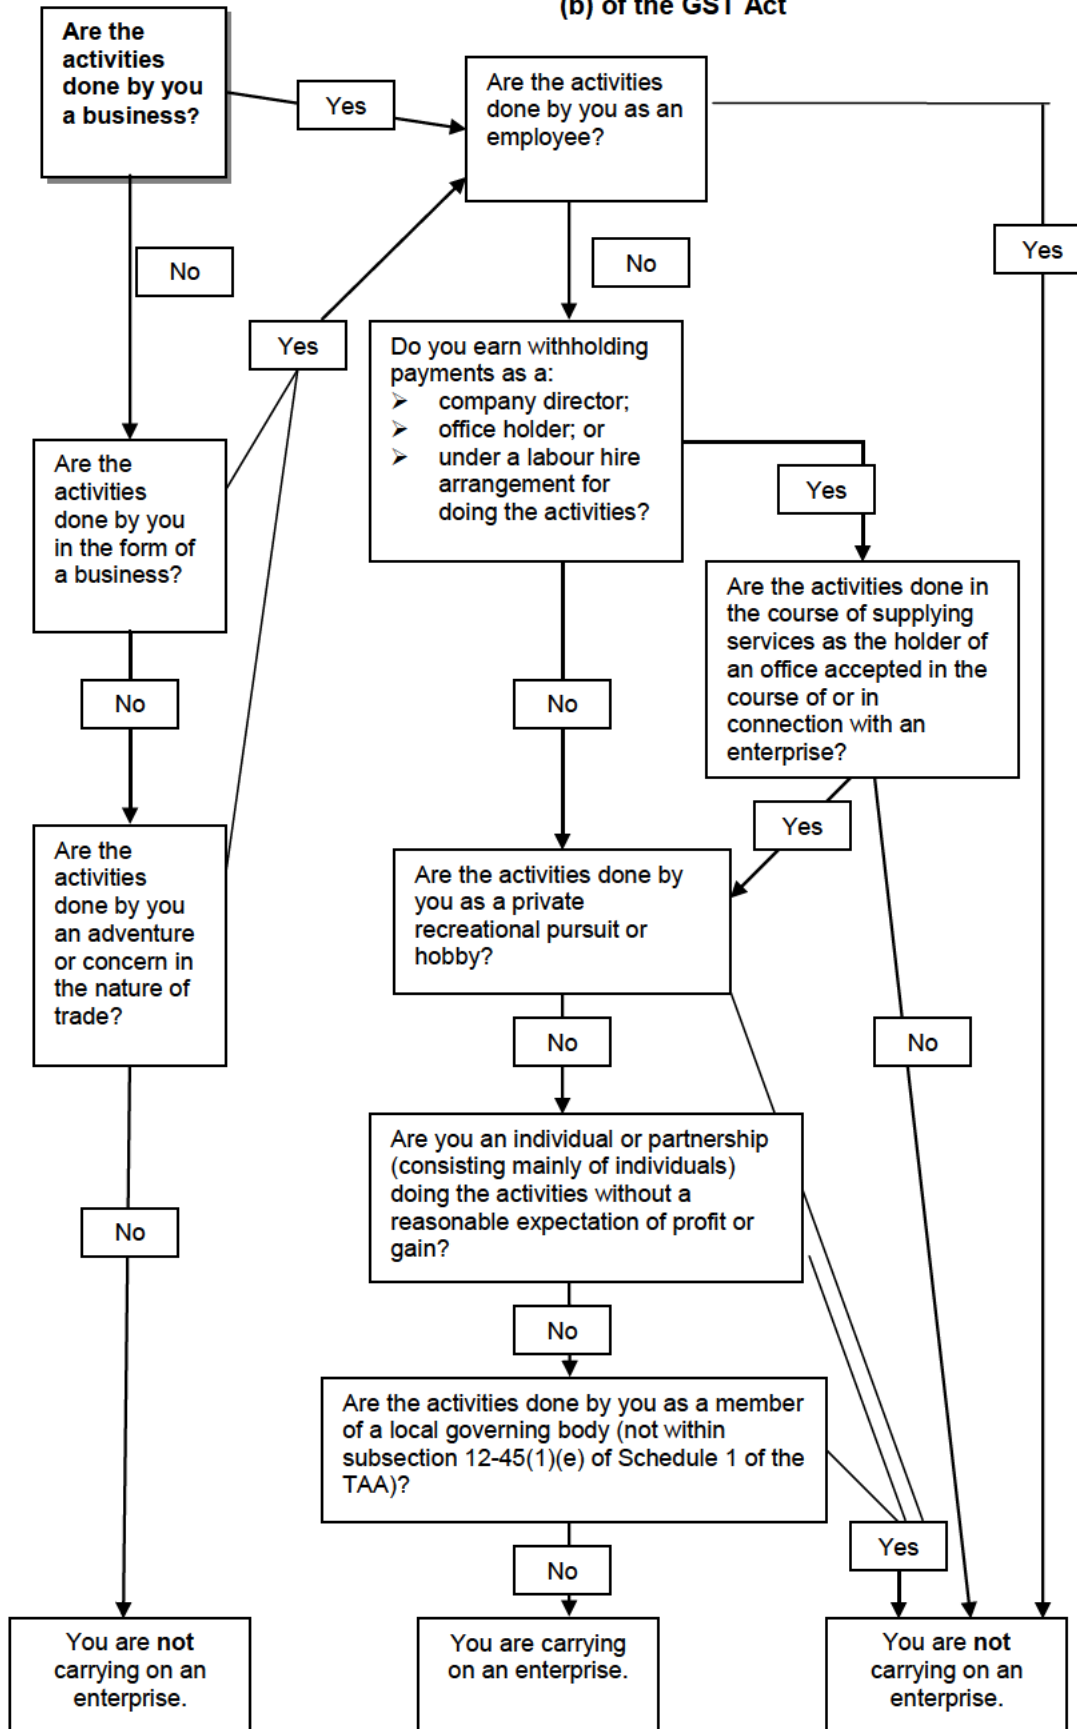 (b) of the GST Act
Are the
activities
done by you
a business?
Yes
Are the activities
done by you as an
employee?
Yes
No
No
Yes
Do you earn withholding
payments as a:
➢ company director;
➢ office holder; or
➢ under a labour hire
arrangement for
doing the activities?
Are the
activities
done by you
in the form of
a business?
Yes
Are the activities done in
the course of supplying
services as the holder of
an office accepted in the
course of or in
connection with an
enterprise?
No
No
Yes
Are the
activities
done by you
an adventure
or concern in
the nature of
trade?
Are the activities done by
you as a private
recreational pursuit or
hobby?
No
No
Are you an individual or partnership
(consisting mainly of individuals)
doing the activities without a
reasonable expectation of profit or
gain?
No
No
Are the activities done by you as a member
of a local governing body (not within
subsection 12-45(1)(e) of Schedule 1 of the
TAA)?
Yes
No
You are not
carrying on an
enterprise.
You are carrying
on an enterprise.
You are not
carrying on an
enterprise.